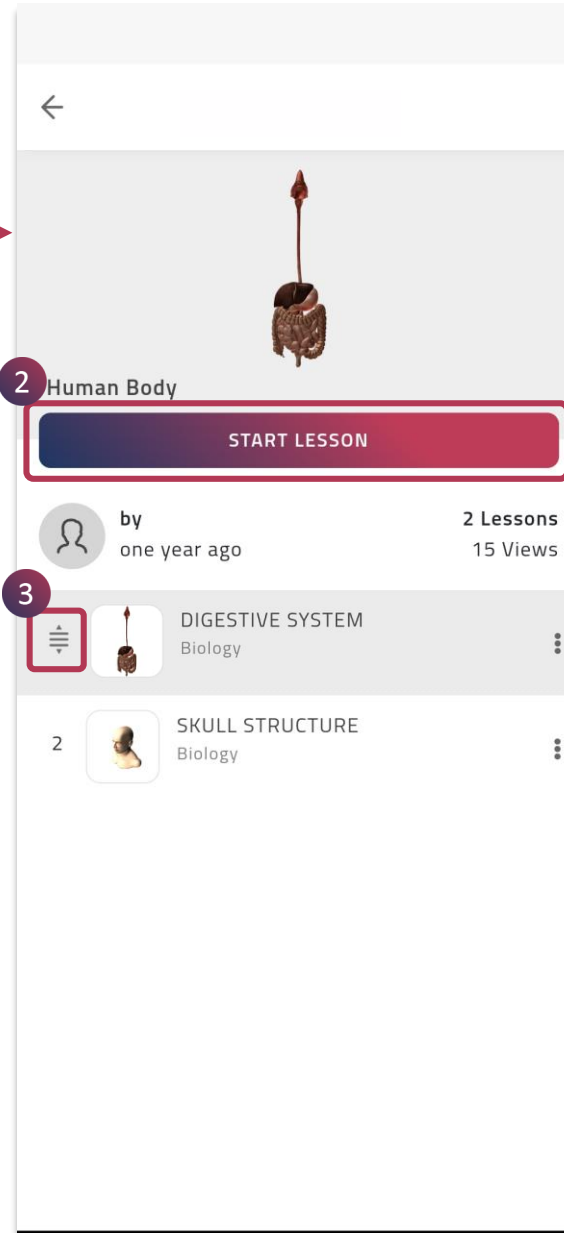 2
Human Body
START LESSON
by
2 Lessons
one year ago
15 Views
3
DIGESTIVE SYSTEM
Biology
2
SKULL STRUCTURE
Biology